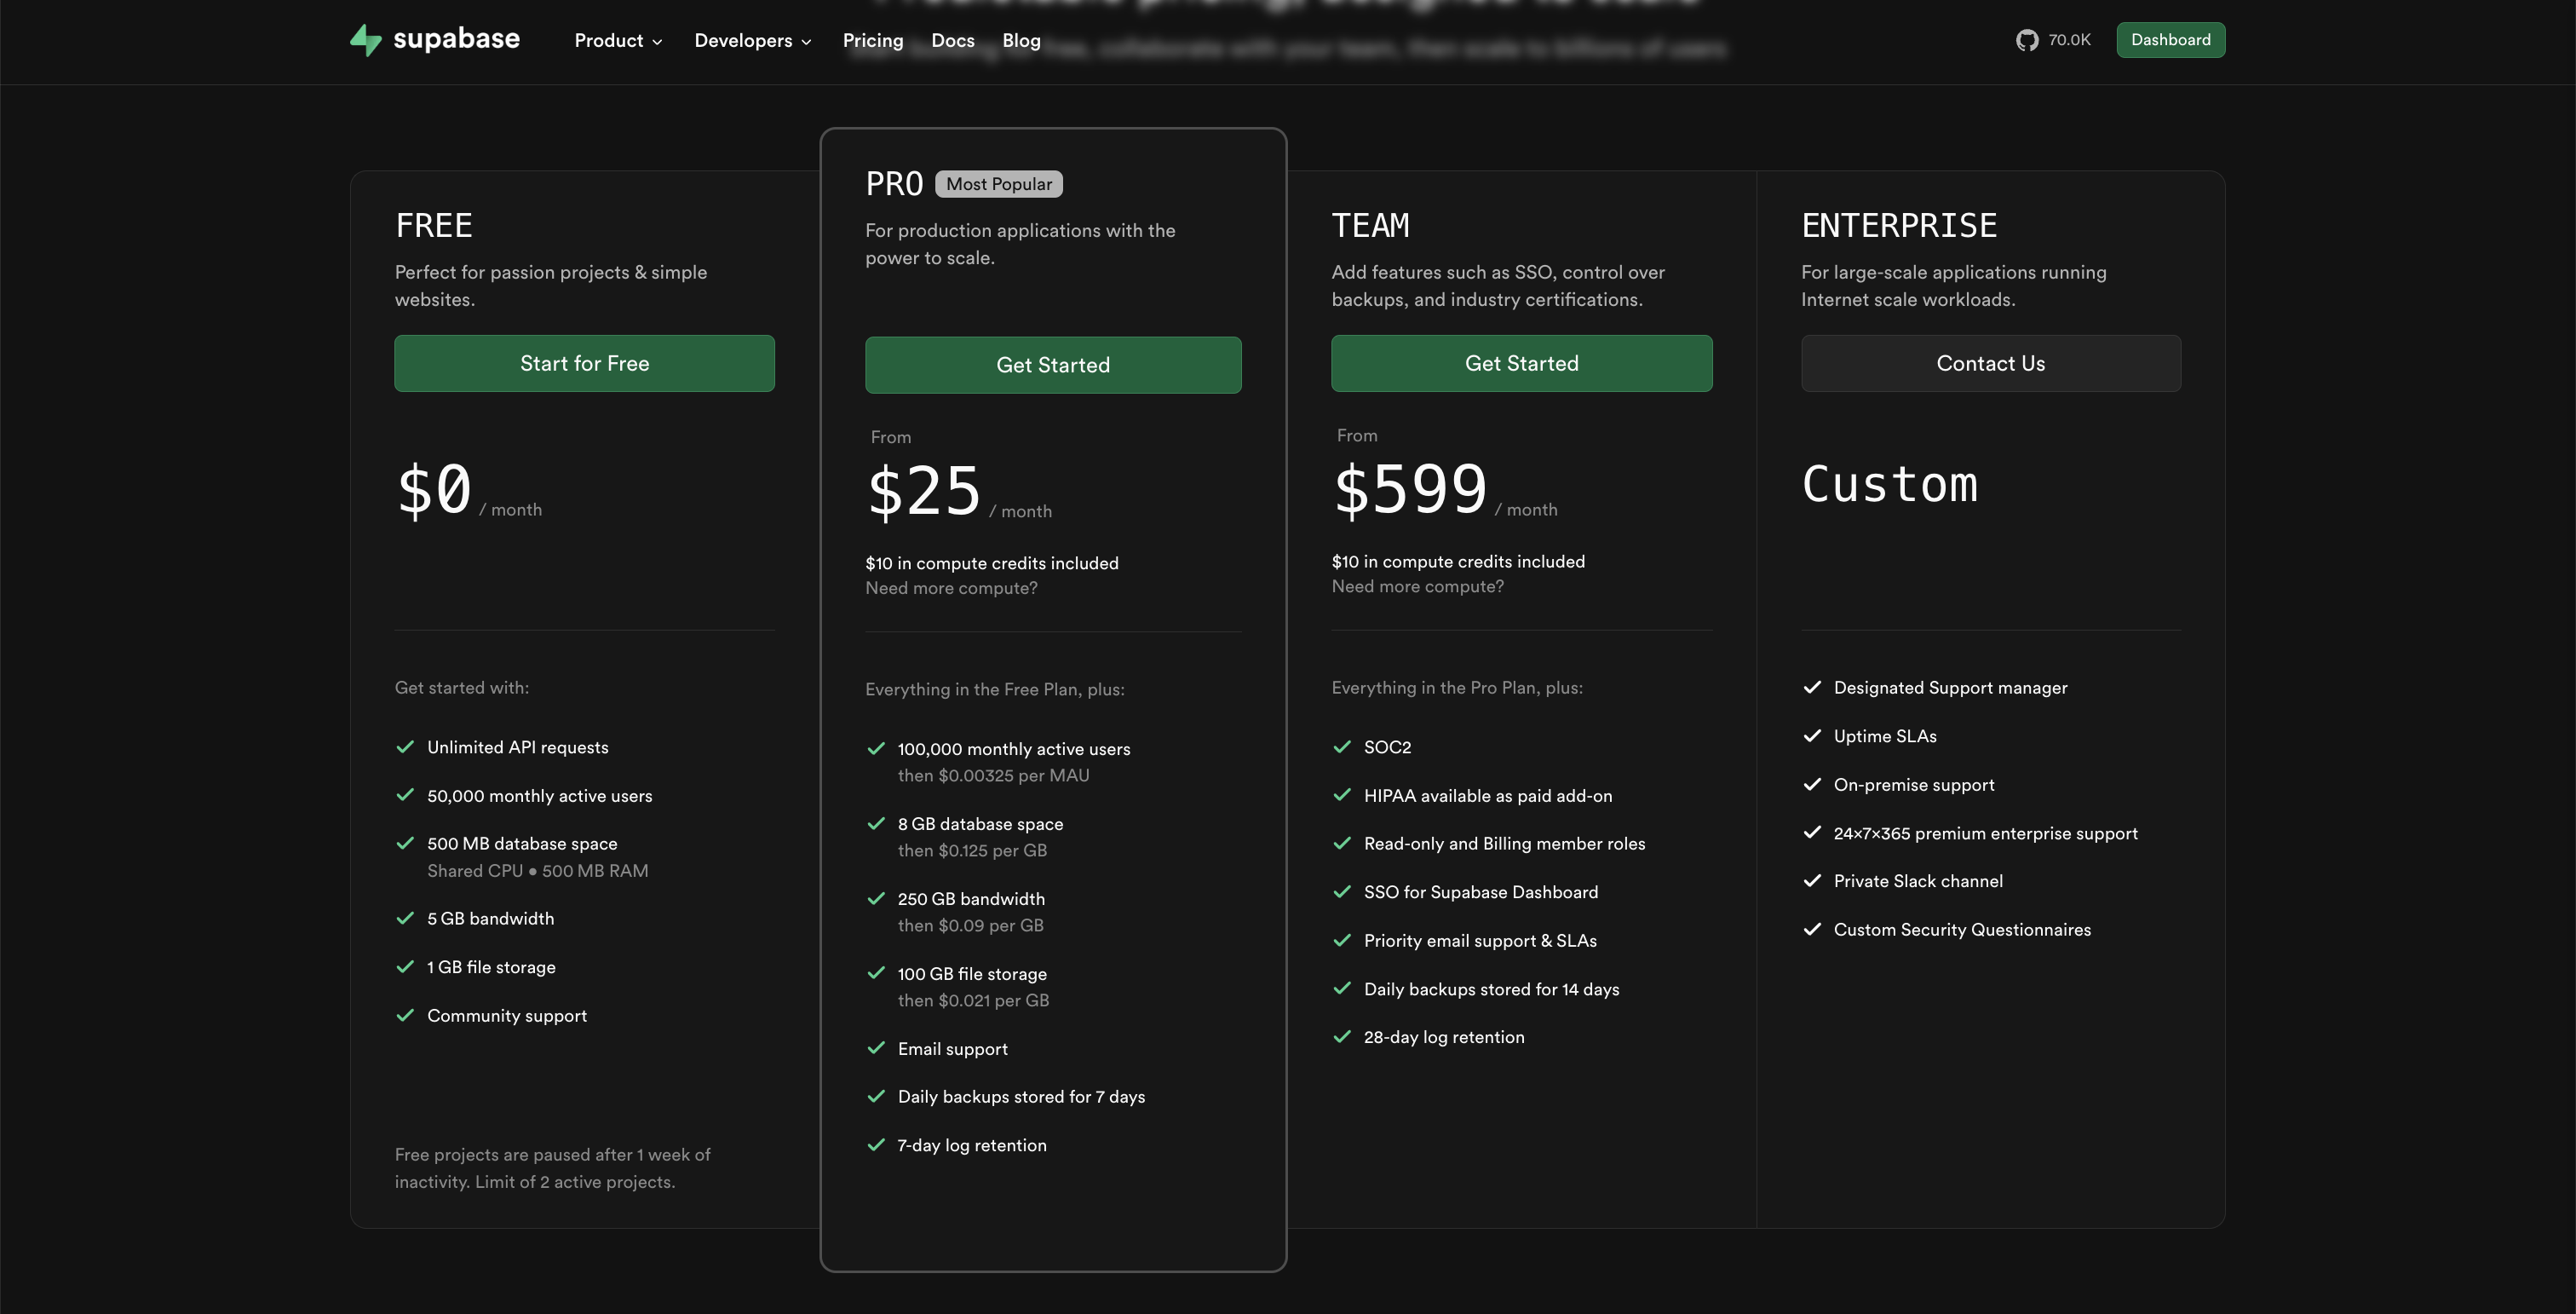 supabase
Product
Developers
Pricing
Docs
Blog
70.0K
Dashboard
FREE
Perfect for passion projects & simple
websites.
Start for Free
$0 / month
Get started with:
Unlimited API requests
50,000 monthly active users
500 MB database space
Shared CPU • 500 MB RAM
5 GB bandwidth
1 GB file storage
Community support
Free projects are paused after 1 week of
inactivity. Limit of 2 active projects.
PRO Most Popular
For production applications with the
power to scale.
Get Started
From
$25 / month
$10 in compute credits included
Need more compute?
Everything in the Free Plan, plus:
100,000 monthly active users
then $0.00325 per MAU
8 GB database space
then $0.125 per GB
250 GB bandwidth
then $0.09 per GB
100 GB file storage
then $0.021 per GB
Email support
Daily backups stored for 7 days
7-day log retention
TEAM
Add features such as SSO, control over
backups, and industry certifications.
Get Started
From
$599 / month
$10 in compute credits included
Need more compute?
Everything in the Pro Plan, plus:
SOC2
HIPAA available as paid add-on
Read-only and Billing member roles
SSO for Supabase Dashboard
Priority email support & SLAs
Daily backups stored for 14 days
28-day log retention
ENTERPRISE
For large-scale applications running
Internet scale workloads.
Contact Us
Custom
Designated Support manager
Uptime SLAs
On-premise support
24×7×365 premium enterprise support
Private Slack channel
Custom Security Questionnaires